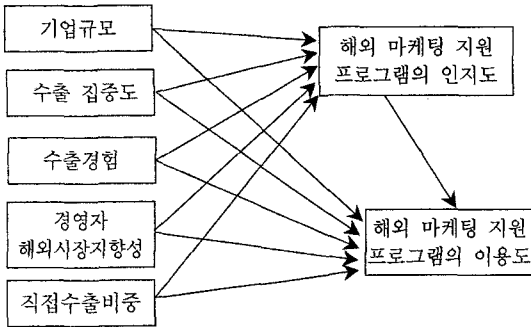 기업규모
수출 집중도
수출경험
경영자
해외시장지향성
직접수출비중
해외 마케팅 지원
프로그램의 인지도
해외 마케팅 지원
프로그램의 이용도